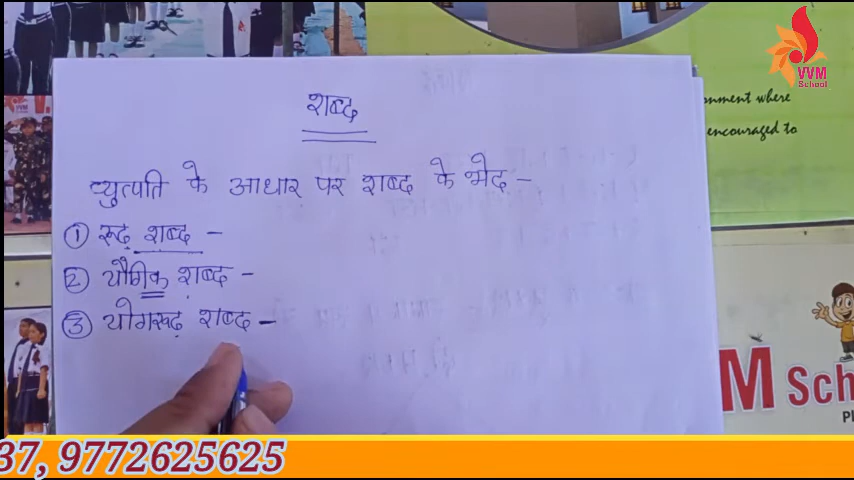 VVM
School
onment where
encouraged to
शब्द
व्युत्पति के आधार पर शब्द के भेद-
① रूढ़ शब्द -
② यौगिक शब्द -
③ योगरूढ़ शब्द -
M Sch
37, 9772625625